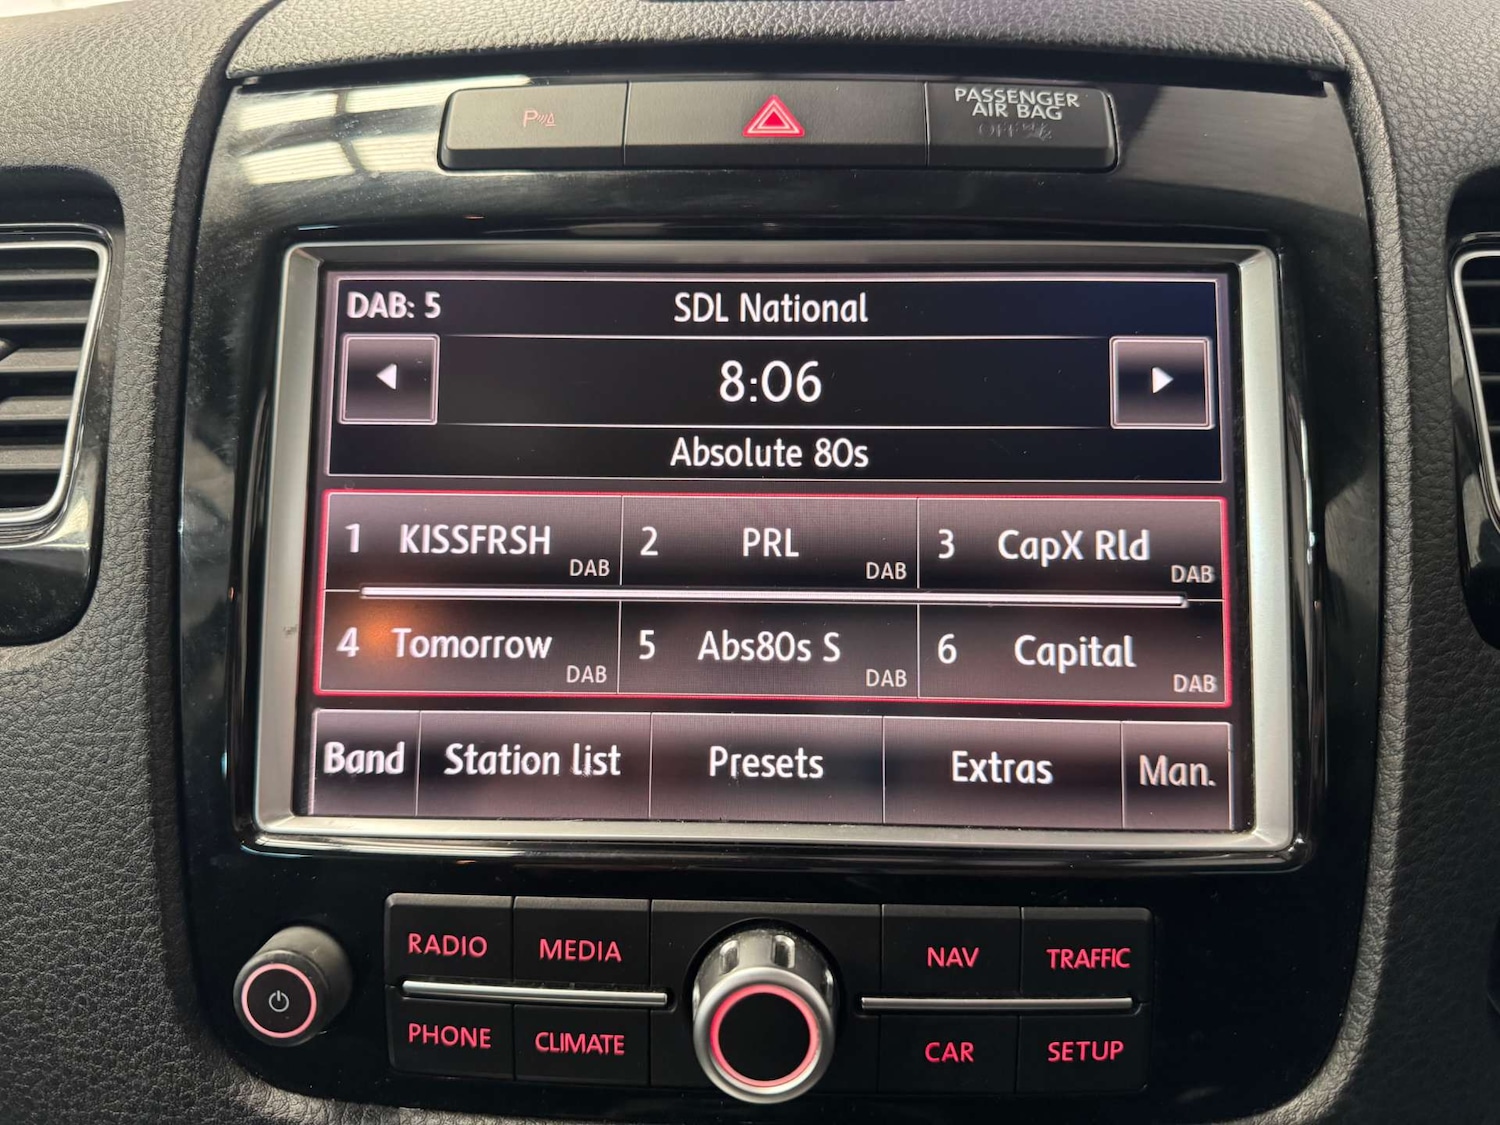 P
PASSENGER
AIR BAG
OFF
DAB: 5
SDL National
8:06
Absolute 80s
1 KISSFRSH DAB
2 PRL DAB
3 CapX Rld DAB
4 Tomorrow DAB
5 Abs80s S DAB
6 Capital DAB
Band Station list Presets Extras Man.
RADIO MEDIA NAV TRAFFIC
PHONE CLIMATE CAR SETUP